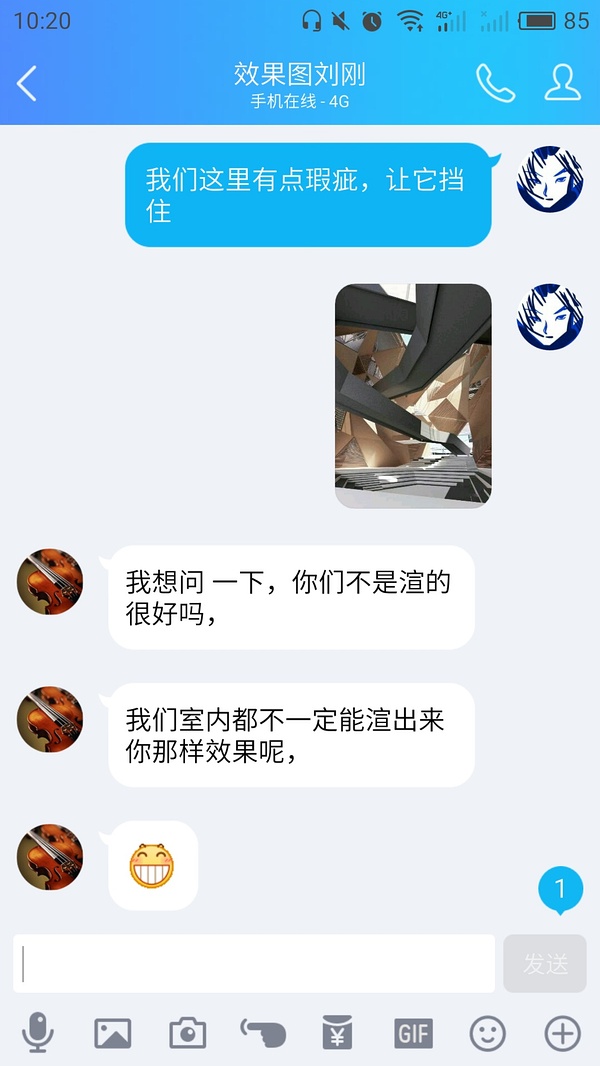 10:20
4G+
85
效果图刘刚
手机在线 - 4G
我们这里有点瑕疵，让它挡
住
我想问 一下，你们不是渲的
很好吗，
我们室内都不一定能渲出来
你那样效果呢，
1
发送
GIF